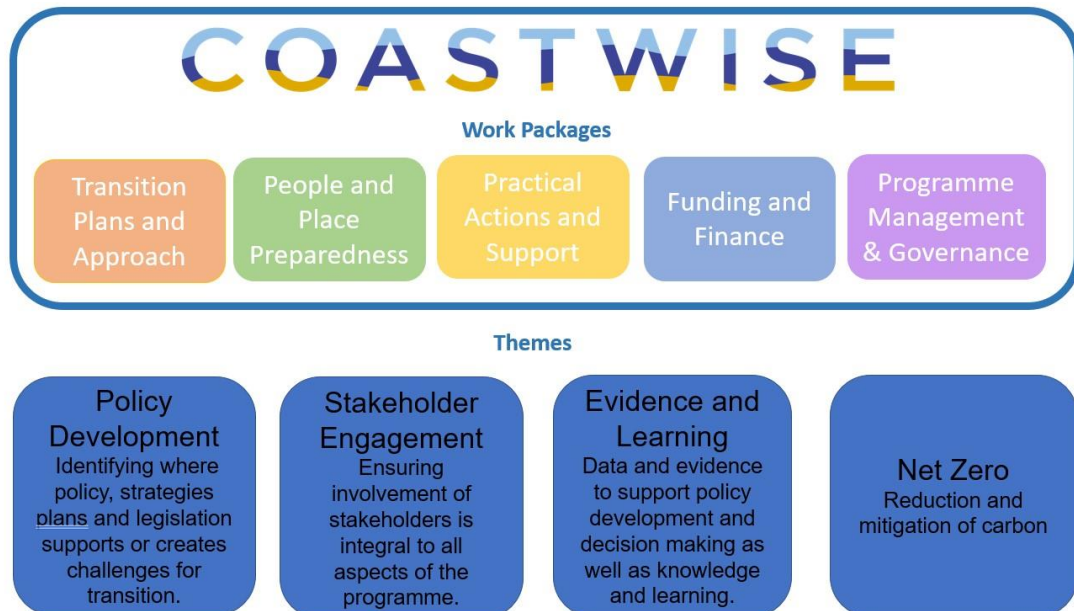 COASTWISE
Work Packages
Transition
Plans and
Approach
People and
Place
Preparedness
Practical
Actions and
Support
Funding and
Finance
Programme
Management
& Governance
Themes
Policy
Development
Identifying where
policy, strategies
plans and legislation
supports or creates
challenges for
transition.
Stakeholder
Engagement
Ensuring
involvement of
stakeholders is
integral to all
aspects of the
programme.
Evidence and
Learning
Data and evidence
to support policy
development and
decision making as
well as knowledge
and learning.
Net Zero
Reduction and
mitigation of carbon